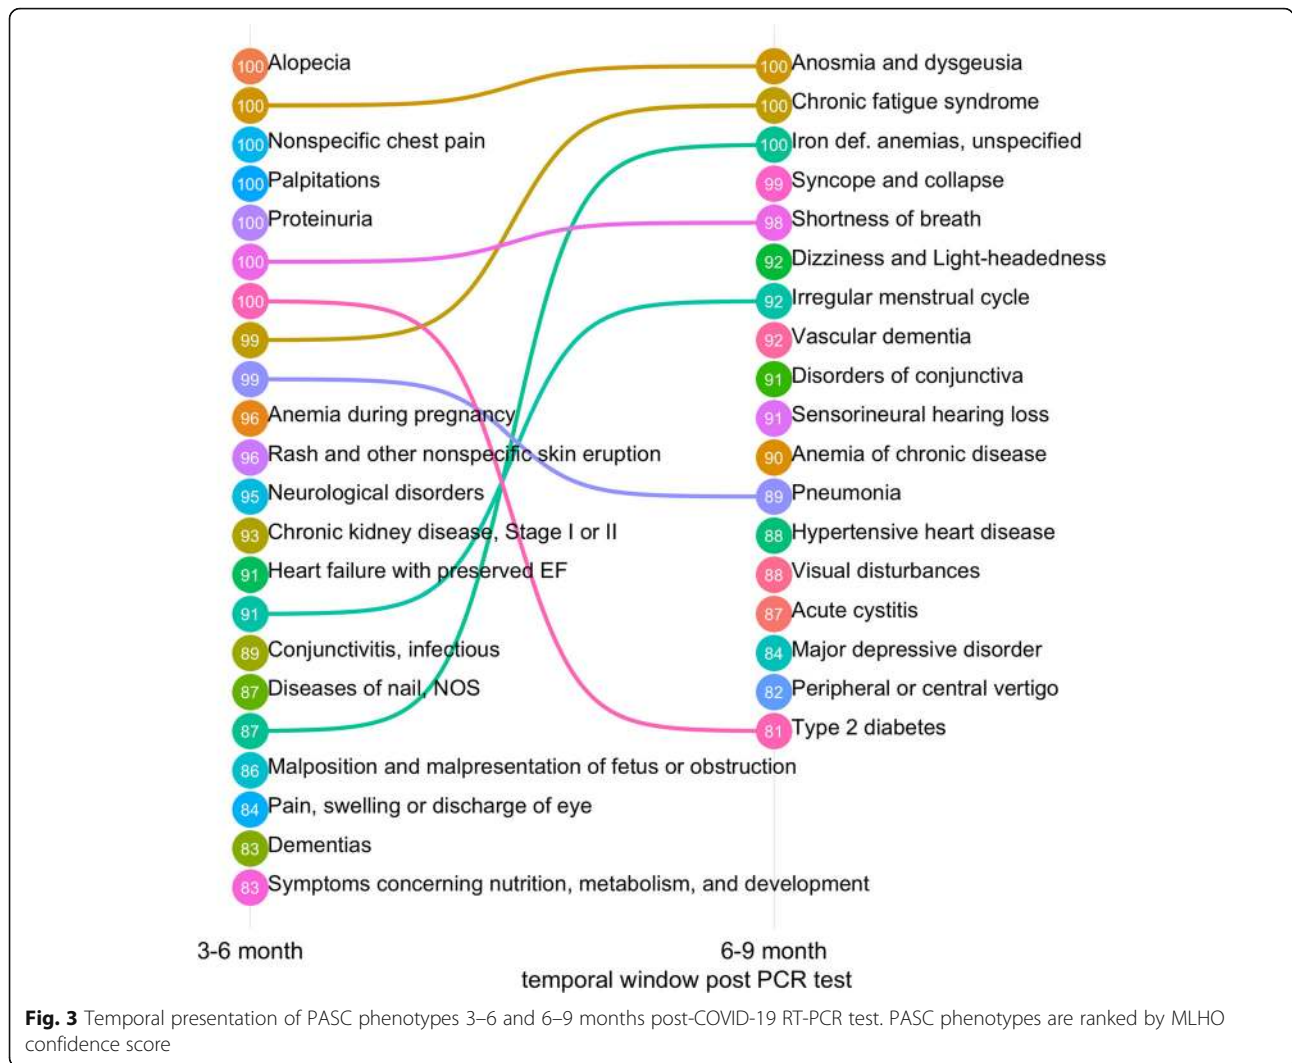 100 Alopecia 100 Anosmia and dysgeusia
100 100 Chronic fatigue syndrome
100 Nonspecific chest pain 100 Iron def. anemias, unspecified
100 Palpitations 99 Syncope and collapse
100 Proteinuria 98 Shortness of breath
100 92 Dizziness and Light-headedness
100 92 Irregular menstrual cycle
99 92 Vascular dementia
99 91 Disorders of conjunctiva
96 Anemia during pregnancy 91 Sensorineural hearing loss
96 Rash and other nonspecific skin eruption 90 Anemia of chronic disease
95 Neurological disorders 89 Pneumonia
93 Chronic kidney disease, Stage I or II 88 Hypertensive heart disease
91 Heart failure with preserved EF 88 Visual disturbances
91 87 Acute cystitis
89 Conjunctivitis, infectious 84 Major depressive disorder
87 Diseases of nail, NOS 82 Peripheral or central vertigo
87 81 Type 2 diabetes
86 Malposition and malpresentation of fetus or obstruction
84 Pain, swelling or discharge of eye
83 Dementias
83 Symptoms concerning nutrition, metabolism, and development
3-6 month 6-9 month
temporal window post PCR test
Fig. 3 Temporal presentation of PASC phenotypes 3–6 and 6–9 months post-COVID-19 RT-PCR test. PASC phenotypes are ranked by MLHO
confidence score